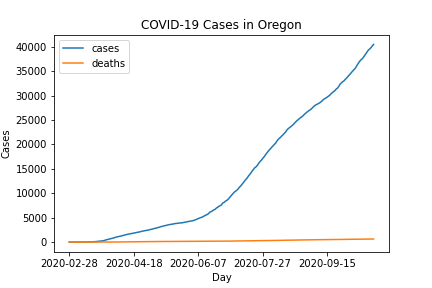 COVID-19 Cases in Oregon
cases
deaths
40000
35000
30000
25000
20000
15000
10000
5000
0
Cases
2020-02-28 2020-04-18 2020-06-07 2020-07-27 2020-09-15
Day